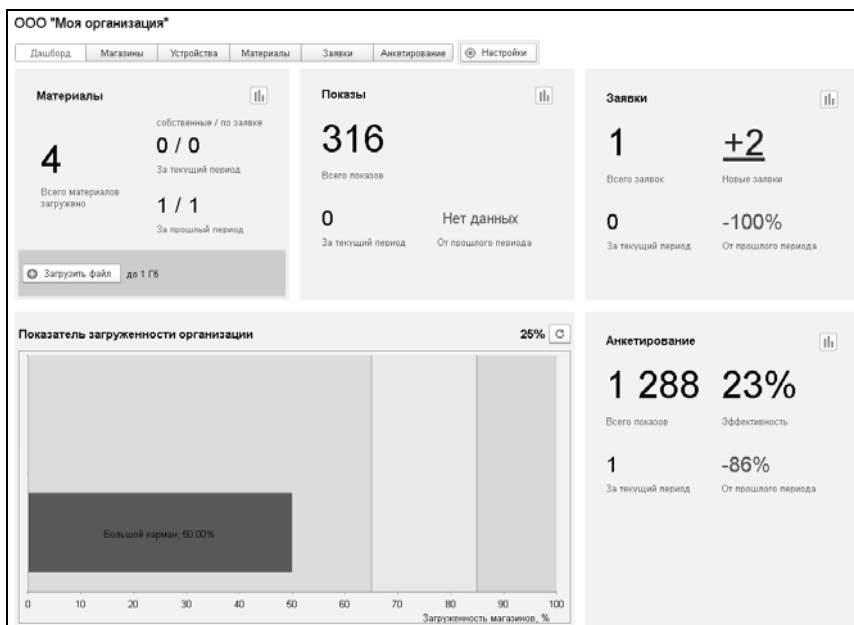 ООО "Моя организация"
Дашборд Магазины Устройства Материалы Заявки Анкетирование Настройки
Материалы
собственные / по заявке
4
Всего материалов
загружено
0 / 0
За текущий период
1 / 1
За прошлый период
Загрузить файл до 1 Гб
Показы
316
Всего показов
0
За текущий период
Нет данных
От прошлого периода
Заявки
1
Всего заявок
+2
Новые заявки
0
За текущий период
-100%
От прошлого периода
Показатель загруженности организации 25%
Большой карман, 50.00%
0 10 20 30 40 50 60 70 80 90 100
Загруженность магазинов, %
Анкетирование
1 288
Всего показов
23%
Эффективность
1
За текущий период
-86%
От прошлого периода